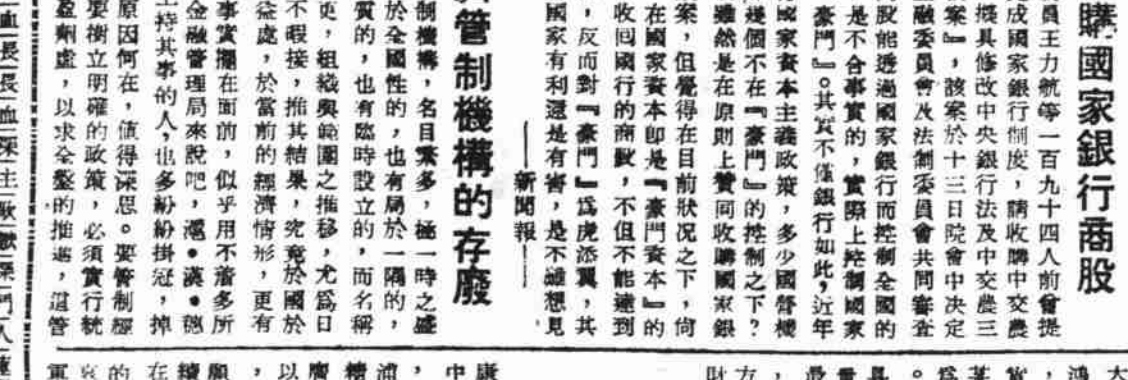 購國家銀行商股
員王力航等一百九十四人前曾提
完成國家銀行制度,請收購中交農
擬具修改中央銀行法及中交農三
案』,該案於十三日院會中決定
金融委員會及法制委員會共同審查
股能透過國家銀行而控制全國的
是不合事實的,實際上控制國家
豪門』。其實不僅銀行如此,近年
國家資本主義政策,多少國營機
幾個不在『豪門』的控制之下?
雖然是在原則上贊同收購國家銀
案,但覺得在目前狀况之下,倘
在國家資本即是『豪門資本』的
收囘國行的商股,不但不能達到
,反而對『豪門』爲虎添翼,其
國家有利還是有害,是不難想見
——新聞報——
管制機構的存廢
制機構,名目繁多,極一時之盛
於全國性的,也有局於一隅的,
質的,也有臨時設立的,而名稱
更,組織與範圍之推移,尤爲日
不暇接,推其結果,究竟於國於
益處,於當前的經濟情形,更有
事實擺在面前,似乎用不着多所
金融管理局來說吧,滬•漢•穗
主持其事的人,也多紛紛掛冠,掉
原因何在,値得深思。要管制經
要樹立明確的政策,必須實行統
盈劑虛,以求全盤的推進,這管